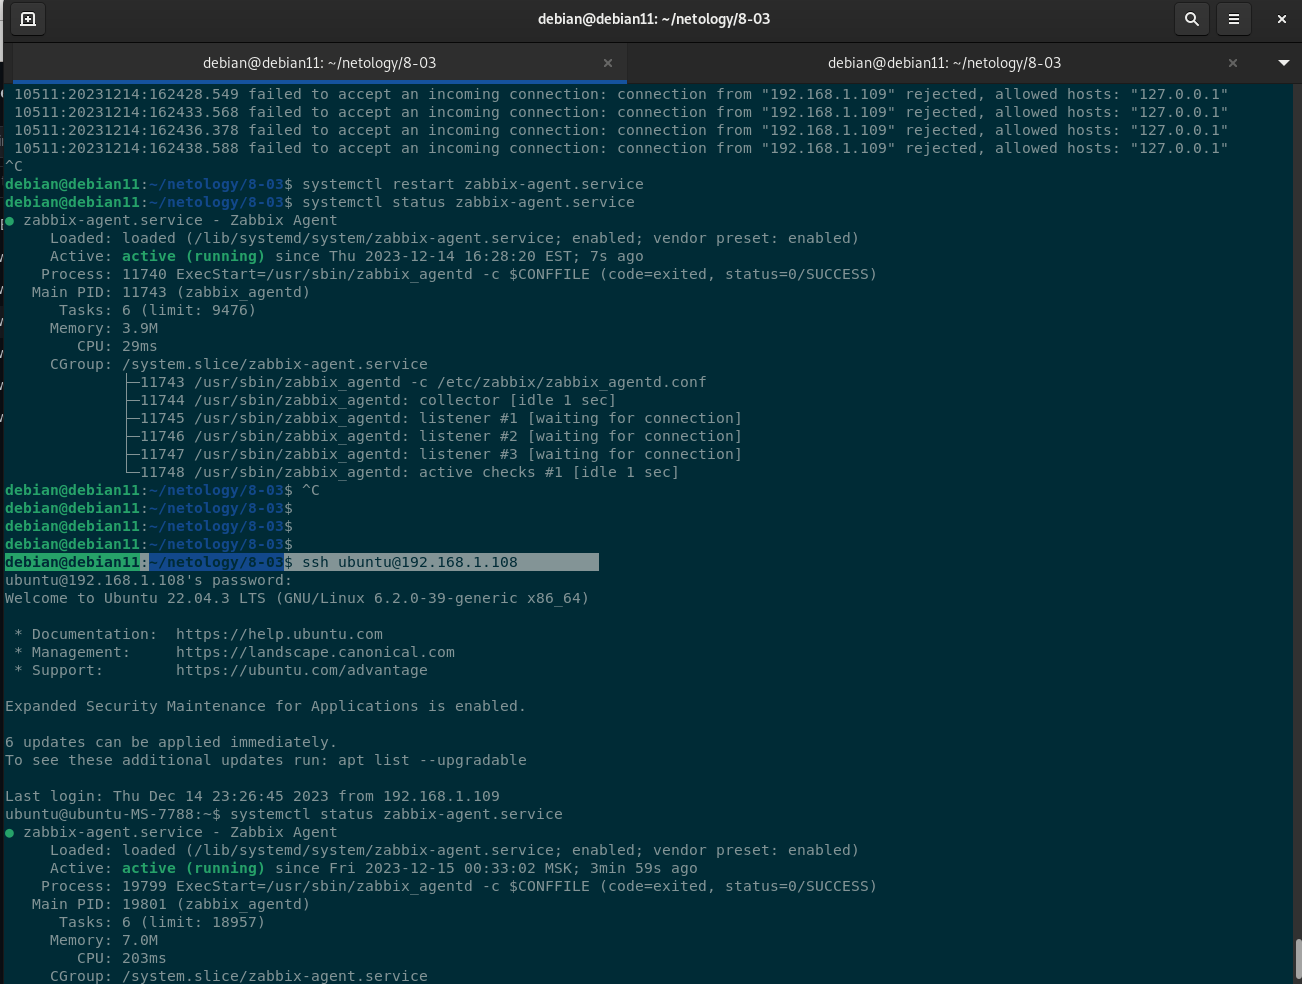 debian@debian11: ~/netology/8-03
debian@debian11: ~/netology/8-03
debian@debian11: ~/netology/8-03
10511:20231214:162428.549 failed to accept an incoming connection: connection from "192.168.1.109" rejected, allowed hosts: "127.0.0.1"
10511:20231214:162433.568 failed to accept an incoming connection: connection from "192.168.1.109" rejected, allowed hosts: "127.0.0.1"
10511:20231214:162436.378 failed to accept an incoming connection: connection from "192.168.1.109" rejected, allowed hosts: "127.0.0.1"
10511:20231214:162438.588 failed to accept an incoming connection: connection from "192.168.1.109" rejected, allowed hosts: "127.0.0.1"
^C
debian@debian11:~/netology/8-03$ systemctl restart zabbix-agent.service
debian@debian11:~/netology/8-03$ systemctl status zabbix-agent.service
● zabbix-agent.service - Zabbix Agent
Loaded: loaded (/lib/systemd/system/zabbix-agent.service; enabled; vendor preset: enabled)
Active: active (running) since Thu 2023-12-14 16:28:20 EST; 7s ago
Process: 11740 ExecStart=/usr/sbin/zabbix_agentd -c $CONFFILE (code=exited, status=0/SUCCESS)
Main PID: 11743 (zabbix_agentd)
Tasks: 6 (limit: 9476)
Memory: 3.9M
CPU: 29ms
CGroup: /system.slice/zabbix-agent.service
├─11743 /usr/sbin/zabbix_agentd -c /etc/zabbix/zabbix_agentd.conf
├─11744 /usr/sbin/zabbix_agentd: collector [idle 1 sec]
├─11745 /usr/sbin/zabbix_agentd: listener #1 [waiting for connection]
├─11746 /usr/sbin/zabbix_agentd: listener #2 [waiting for connection]
├─11747 /usr/sbin/zabbix_agentd: listener #3 [waiting for connection]
└─11748 /usr/sbin/zabbix_agentd: active checks #1 [idle 1 sec]
debian@debian11:~/netology/8-03$ ^C
debian@debian11:~/netology/8-03$
debian@debian11:~/netology/8-03$
debian@debian11:~/netology/8-03$
debian@debian11:~/netology/8-03$ ssh ubuntu@192.168.1.108
ubuntu@192.168.1.108's password:
Welcome to Ubuntu 22.04.3 LTS (GNU/Linux 6.2.0-39-generic x86_64)
* Documentation:  https://help.ubuntu.com
* Management:     https://landscape.canonical.com
* Support:        https://ubuntu.com/advantage
Expanded Security Maintenance for Applications is enabled.
6 updates can be applied immediately.
To see these additional updates run: apt list --upgradable
Last login: Thu Dec 14 23:26:45 2023 from 192.168.1.109
ubuntu@ubuntu-MS-7788:~$ systemctl status zabbix-agent.service
● zabbix-agent.service - Zabbix Agent
Loaded: loaded (/lib/systemd/system/zabbix-agent.service; enabled; vendor preset: enabled)
Active: active (running) since Fri 2023-12-15 00:33:02 MSK; 3min 59s ago
Process: 19799 ExecStart=/usr/sbin/zabbix_agentd -c $CONFFILE (code=exited, status=0/SUCCESS)
Main PID: 19801 (zabbix_agentd)
Tasks: 6 (limit: 18957)
Memory: 7.0M
CPU: 203ms
CGroup: /system.slice/zabbix-agent.service